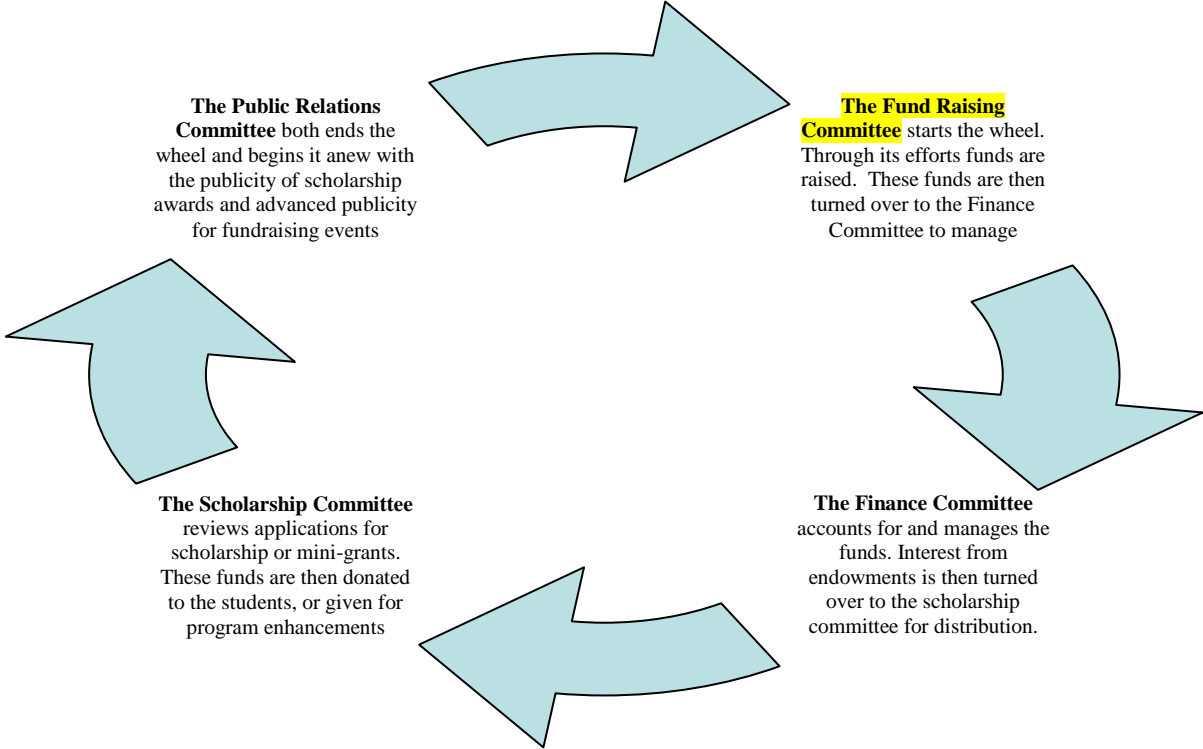 The Public Relations
Committee both ends the
wheel and begins it anew with
the publicity of scholarship
awards and advanced publicity
for fundraising events
The Fund Raising
Committee starts the wheel.
Through its efforts funds are
raised.  These funds are then
turned over to the Finance
Committee to manage
The Scholarship Committee
reviews applications for
scholarship or mini-grants.
These funds are then donated
to the students, or given for
program enhancements
The Finance Committee
accounts for and manages the
funds. Interest from
endowments is then turned
over to the scholarship
committee for distribution.